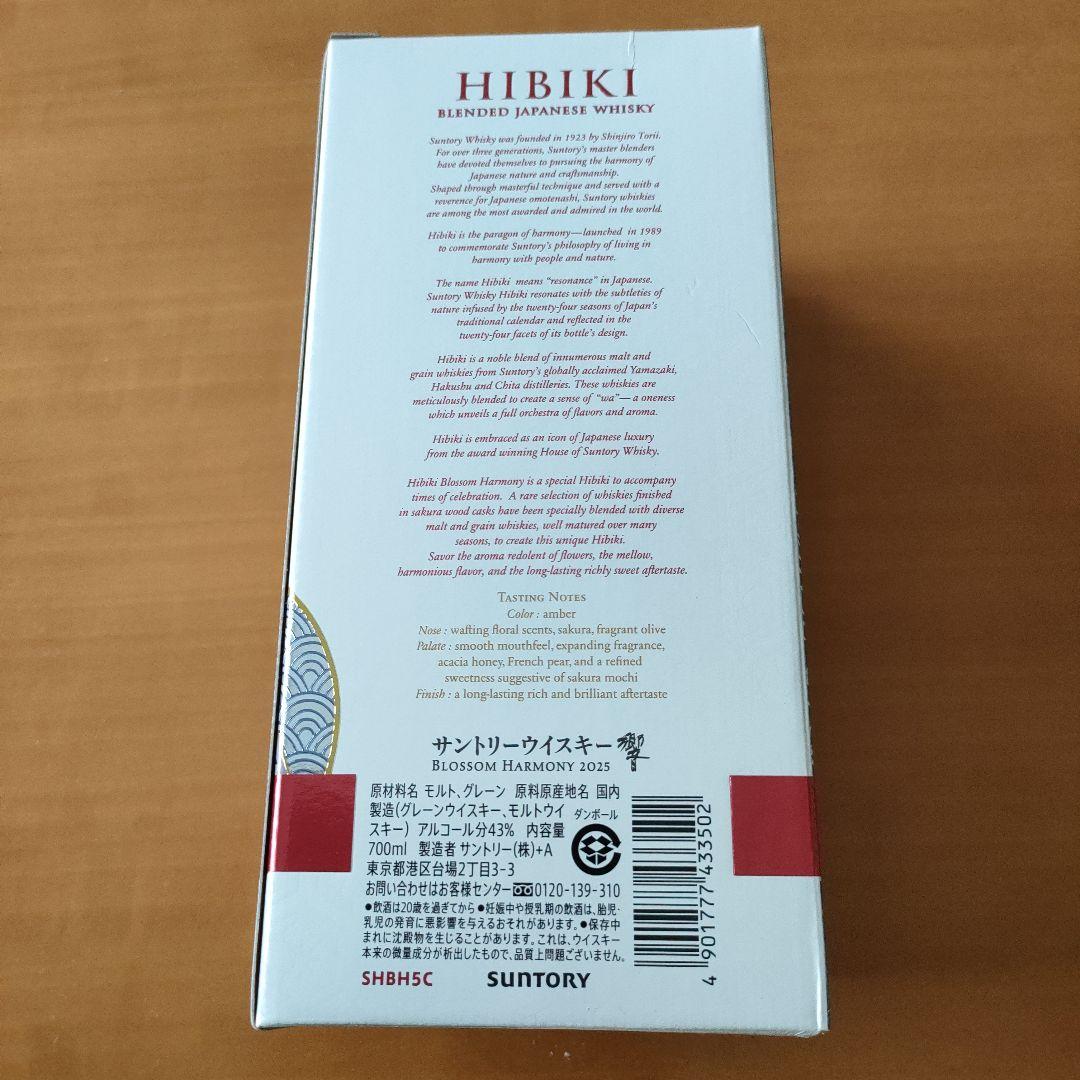 HIBIKI
BLENDED JAPANESE WHISKY
Suntory Whisky was founded in 1923 by Shinjiro Torii.
For over three generations, Suntory's master blenders
have devoted themselves to pursuing the harmony of
Japanese nature and craftsmanship.
Shaped through masterful technique and served with a
reverence for Japanese omotenashi, Suntory whiskies
are among the most awarded and admired in the world.
Hibiki is the paragon of harmony—launched in 1989
to commemorate Suntory's philosophy of living in
harmony with people and nature.
The name Hibiki means "resonance" in Japanese.
Suntory Whisky Hibiki resonates with the subtleties of
nature infused by the twenty-four seasons of Japan's
traditional calendar and reflected in the
twenty-four facets of its bottle's design.
Hibiki is a noble blend of innumerous malt and
grain whiskies from Suntory's globally acclaimed Yamazaki,
Hakushu and Chita distilleries. These whiskies are
meticulously blended to create a sense of "wa"— a oneness
which unveils a full orchestra of flavors and aroma.
Hibiki is embraced as an icon of Japanese luxury
from the award winning House of Suntory Whisky.
Hibiki Blossom Harmony is a special Hibiki to accompany
times of celebration. A rare selection of whiskies finished
in sakura wood casks have been specially blended with diverse
malt and grain whiskies, well matured over many
seasons, to create this unique Hibiki.
Savor the aroma redolent of flowers, the mellow,
harmonious flavor, and the long-lasting richly sweet aftertaste.
TASTING NOTES
Color : amber
Nose : wafting floral scents, sakura, fragrant olive
Palate : smooth mouthfeel, expanding fragrance,
acacia honey, French pear, and a refined
sweetness suggestive of sakura mochi
Finish : a long-lasting rich and brilliant aftertaste
サントリーウイスキー 響
BLOSSOM HARMONY 2025
原材料名 モルト、グレーン 原料原産地名 国内
製造(グレーンウイスキー、モルトウイ
スキー) アルコール分43% 内容量
700ml 製造者 サントリー(株)+A
東京都港区台場2丁目3-3
お問い合わせはお客様センター 0120-139-310
●飲酒は20歳を過ぎてから●妊娠中や授乳期の飲酒は、胎児・
乳児の発育に悪影響を与えるおそれがあります。●保存中
まれに沈殿物を生じることがあります。これは、ウイスキー
本来の微量成分が析出したもので、品質上問題ございません。
ダンボール
4 901777 433502
SHBH5C
SUNTORY